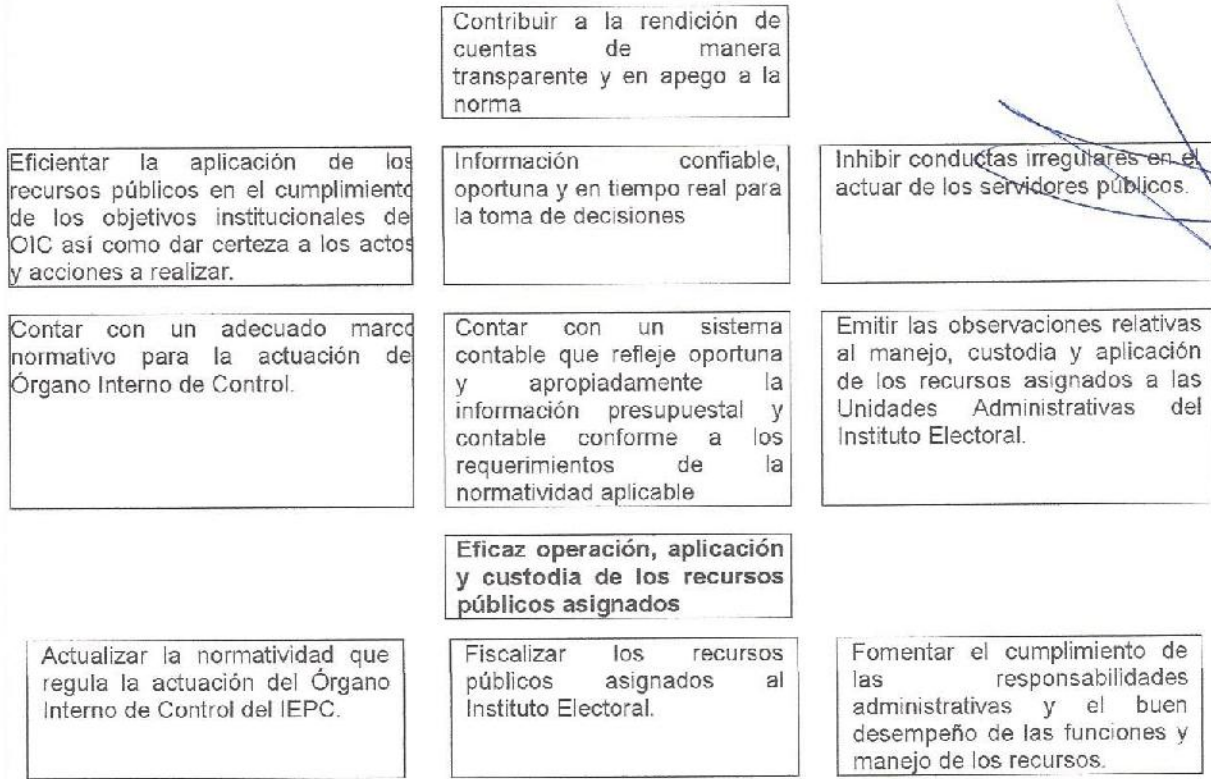 Contribuir a la rendición de
cuentas de manera
transparente y en apego a la
norma
Eficientar la aplicación de los
recursos públicos en el cumplimiento
de los objetivos institucionales de
OIC así como dar certeza a los actos
y acciones a realizar.
Información confiable,
oportuna y en tiempo real para
la toma de decisiones
Inhibir conductas irregulares en el
actuar de los servidores públicos.
Contar con un adecuado marco
normativo para la actuación de
Órgano Interno de Control.
Contar con un sistema
contable que refleje oportuna
y apropiadamente la
información presupuestal y
contable conforme a los
requerimientos de la
normatividad aplicable
Emitir las observaciones relativas
al manejo, custodia y aplicación
de los recursos asignados a las
Unidades Administrativas del
Instituto Electoral.
Eficaz operación, aplicación
y custodia de los recursos
públicos asignados
Actualizar la normatividad que
regula la actuación del Órgano
Interno de Control del IEPC.
Fiscalizar los recursos
públicos asignados al
Instituto Electoral.
Fomentar el cumplimiento de
las responsabilidades
administrativas y el buen
desempeño de las funciones y
manejo de los recursos.